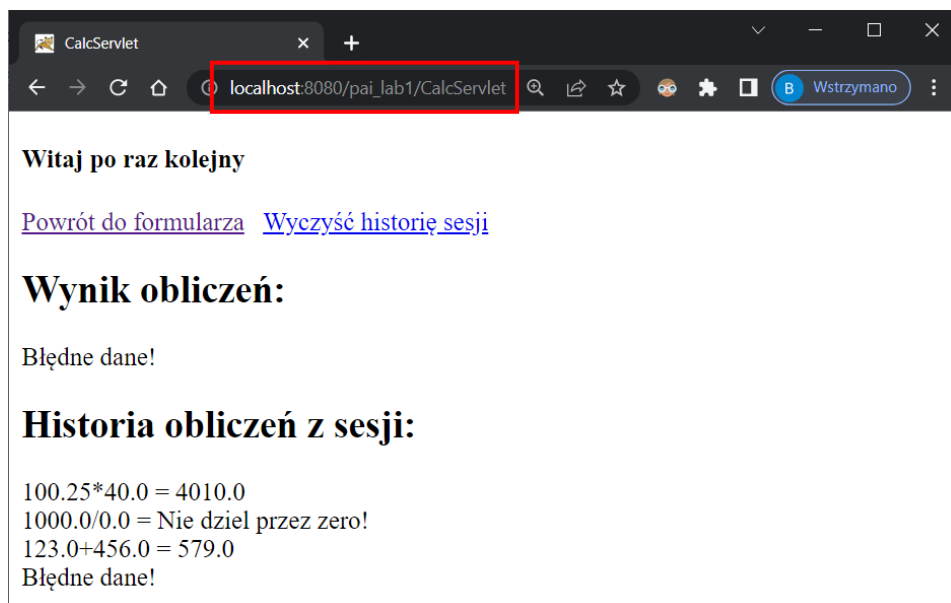 CalcServlet
localhost:8080/pai_lab1/CalcServlet
B Wstrzymano
Witaj po raz kolejny
Powrót do formularza Wyczyść historię sesji
Wynik obliczeń:
Błędne dane!
Historia obliczeń z sesji:
100.25*40.0 = 4010.0
1000.0/0.0 = Nie dziel przez zero!
123.0+456.0 = 579.0
Błędne dane!